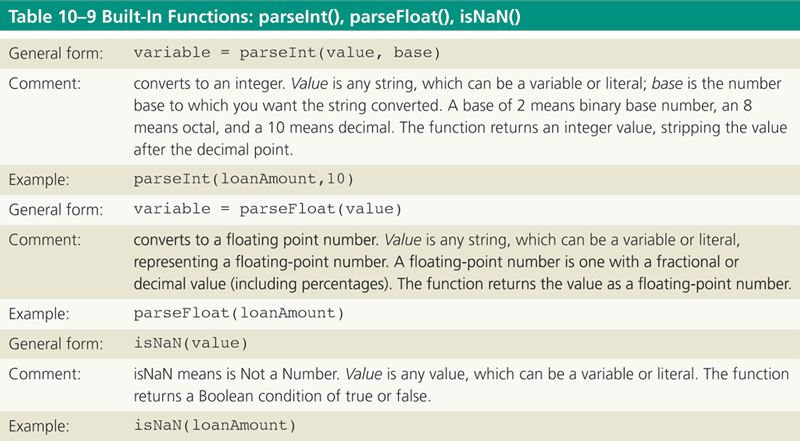 Table 10–9 Built-In Functions: parseInt(), parseFloat(), isNaN()
General form: variable = parseInt(value, base)
Comment: converts to an integer. Value is any string, which can be a variable or literal; base is the number
base to which you want the string converted. A base of 2 means binary base number, an 8
means octal, and a 10 means decimal. The function returns an integer value, stripping the value
after the decimal point.
Example: parseInt(loanAmount,10)
General form: variable = parseFloat(value)
Comment: converts to a floating point number. Value is any string, which can be a variable or literal,
representing a floating-point number. A floating-point number is one with a fractional or
decimal value (including percentages). The function returns the value as a floating-point number.
Example: parseFloat(loanAmount)
General form: isNaN(value)
Comment: isNaN means is Not a Number. Value is any value, which can be a variable or literal. The function
returns a Boolean condition of true or false.
Example: isNaN(loanAmount)